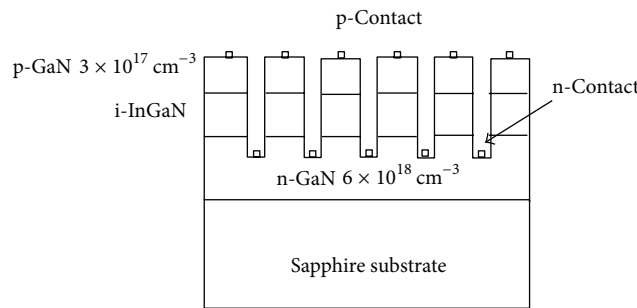 p-Contact
p-GaN 3 × 10¹⁷ cm⁻³
n-Contact
i-InGaN
n-GaN 6 × 10¹⁸ cm⁻³
Sapphire substrate